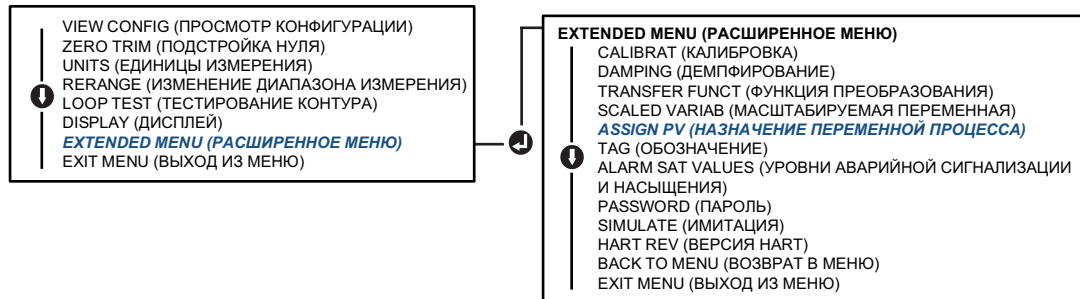 VIEW CONFIG (ПРОСМОТР КОНФИГУРАЦИИ)
ZERO TRIM (ПОДСТРОЙКА НУЛЯ)
UNITS (ЕДИНИЦЫ ИЗМЕРЕНИЯ)
RERANGE (ИЗМЕНЕНИЕ ДИАПАЗОНА ИЗМЕРЕНИЯ)
LOOP TEST (ТЕСТИРОВАНИЕ КОНТУРА)
DISPLAY (ДИСПЛЕЙ)
EXTENDED MENU (РАСШИРЕННОЕ МЕНЮ)
EXIT MENU (ВЫХОД ИЗ МЕНЮ)
EXTENDED MENU (РАСШИРЕННОЕ МЕНЮ)
CALIBRAT (КАЛИБРОВКА)
DAMPING (ДЕМПФИРОВАНИЕ)
TRANSFER FUNCT (ФУНКЦИЯ ПРЕОБРАЗОВАНИЯ)
SCALED VARIAB (МАСШТАБИРУЕМАЯ ПЕРЕМЕННАЯ)
ASSIGN PV (НАЗНАЧЕНИЕ ПЕРЕМЕННОЙ ПРОЦЕССА)
TAG (ОБОЗНАЧЕНИЕ)
ALARM SAT VALUES (УРОВНИ АВАРИЙНОЙ СИГНАЛИЗАЦИИ
И НАСЫЩЕНИЯ)
PASSWORD (ПАРОЛЬ)
SIMULATE (ИМИТАЦИЯ)
HART REV (ВЕРСИЯ HART)
BACK TO MENU (ВОЗВРАТ В МЕНЮ)
EXIT MENU (ВЫХОД ИЗ МЕНЮ)